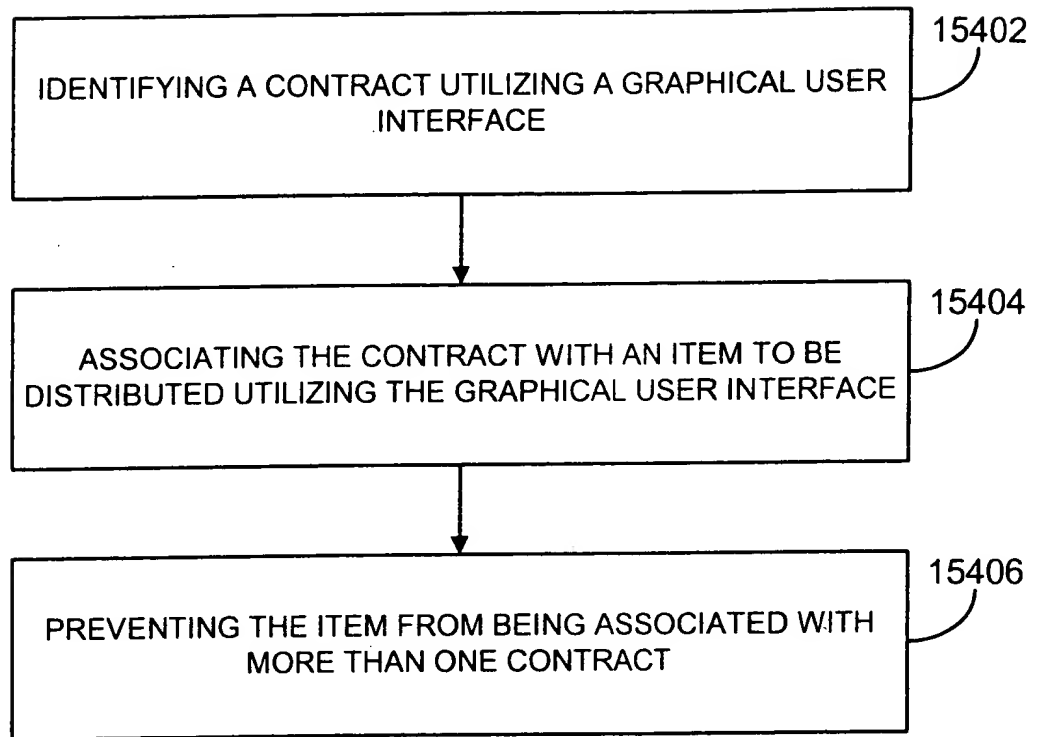 15402
IDENTIFYING A CONTRACT UTILIZING A GRAPHICAL USER
INTERFACE
15404
ASSOCIATING THE CONTRACT WITH AN ITEM TO BE
DISTRIBUTED UTILIZING THE GRAPHICAL USER INTERFACE
15406
PREVENTING THE ITEM FROM BEING ASSOCIATED WITH
MORE THAN ONE CONTRACT